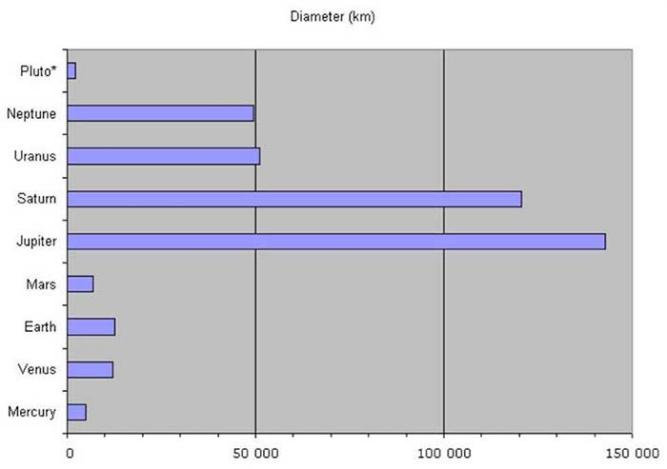 Diameter (km)
Pluto*
Neptune
Uranus
Saturn
Jupiter
Mars
Earth
Venus
Mercury
0 50 000 100 000 150 000